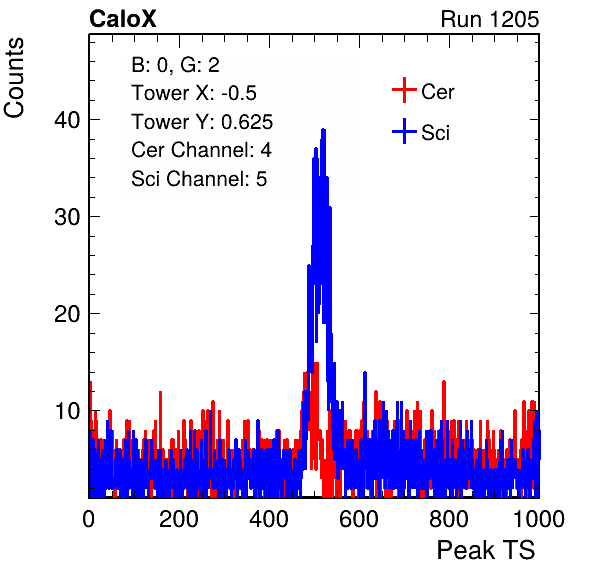 CaloX
Run 1205
Counts
B: 0, G: 2
Tower X: -0.5
Tower Y: 0.625
Cer Channel: 4
Sci Channel: 5
Cer
Sci
40
30
20
10
0 200 400 600 800 1000
Peak TS